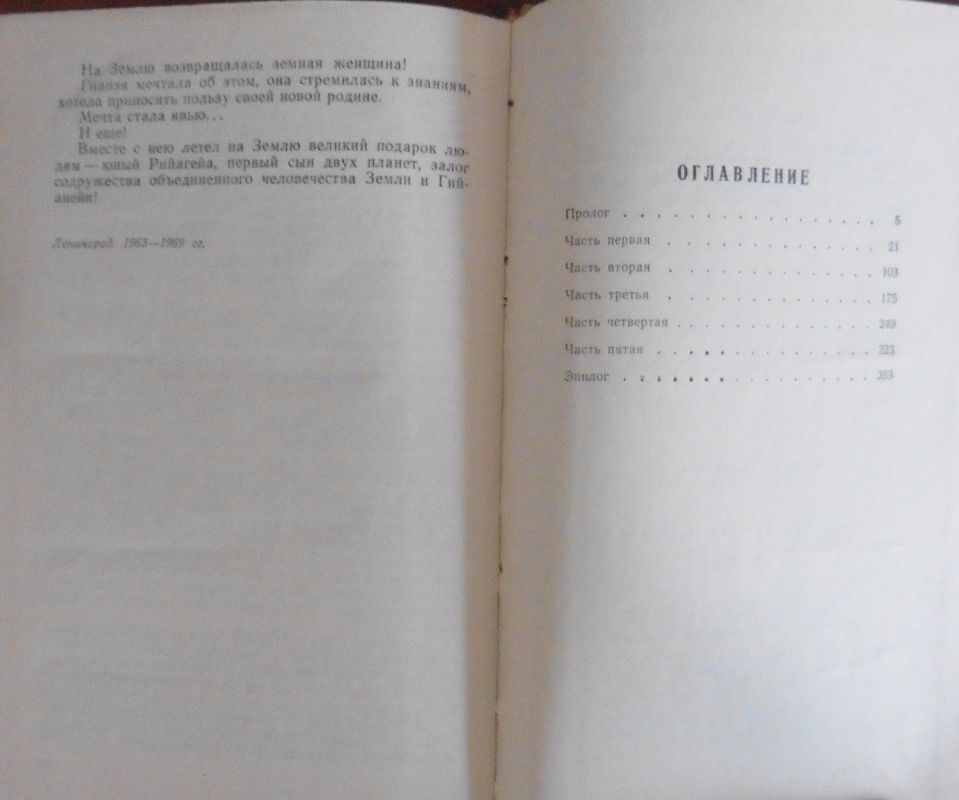 На Землю возвращалась земная женщина!
Гианэя мечтала об этом, она стремилась к знаниям,
хотела приносить пользу своей новой родине.
Мечта стала явью...
И еще!
Вместе с нею летел на Землю великий подарок лю-
дям — юный Рийагейа, первый сын двух планет, залог
содружества объединенного человечества Земли и Гий-
анейи!
Ленинград, 1963—1969 гг.
ОГЛАВЛЕНИЕ
Пролог . . . . . . . . . . . . . . . . 5
Часть первая . . . . . . . . . . . . . 21
Часть вторая . . . . . . . . . . . . . 103
Часть третья . . . . . . . . . . . . . 175
Часть четвертая . . . . . . . . . . . . 249
Часть пятая . . . . . . . . . . . . . . 323
Эпилог . . . . . . . . . . . . . . . . 393